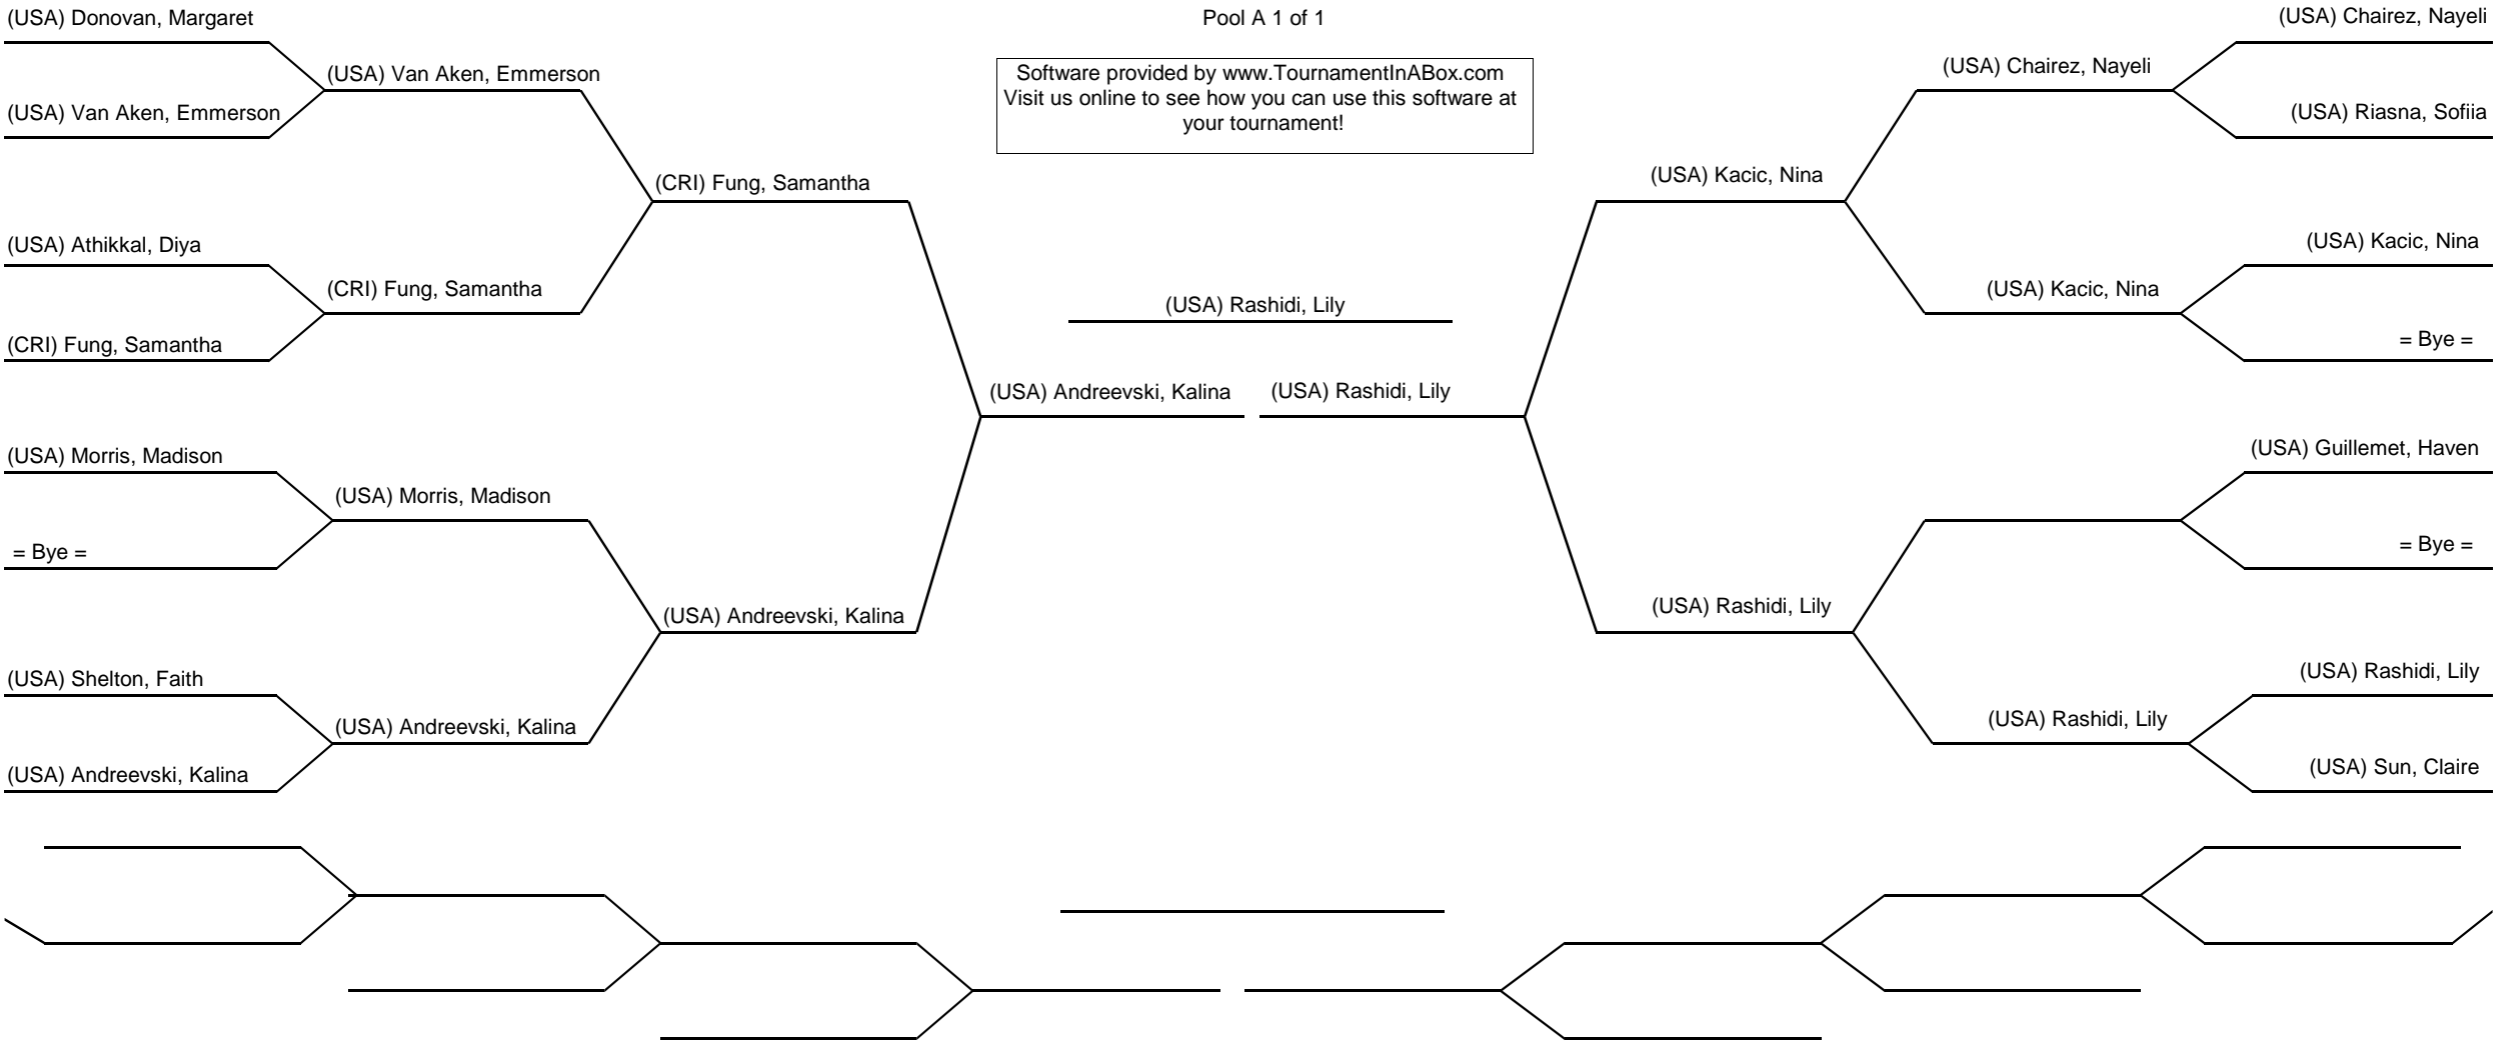 (USA) Donovan, Margaret
(USA) Van Aken, Emmerson
(USA) Van Aken, Emmerson
(CRI) Fung, Samantha
(USA) Athikkal, Diya
(CRI) Fung, Samantha
(CRI) Fung, Samantha
(USA) Morris, Madison
(USA) Morris, Madison
= Bye =
(USA) Andreevski, Kalina
(USA) Shelton, Faith
(USA) Andreevski, Kalina
(USA) Andreevski, Kalina
Pool A 1 of 1
Software provided by www.TournamentInABox.com
Visit us online to see how you can use this software at
your tournament!
(USA) Rashidi, Lily
(USA) Andreevski, Kalina
(USA) Rashidi, Lily
(USA) Chairez, Nayeli
(USA) Chairez, Nayeli
(USA) Riasna, Sofiia
(USA) Kacic, Nina
(USA) Kacic, Nina
(USA) Kacic, Nina
= Bye =
(USA) Guillemet, Haven
= Bye =
(USA) Rashidi, Lily
(USA) Rashidi, Lily
(USA) Rashidi, Lily
(USA) Sun, Claire